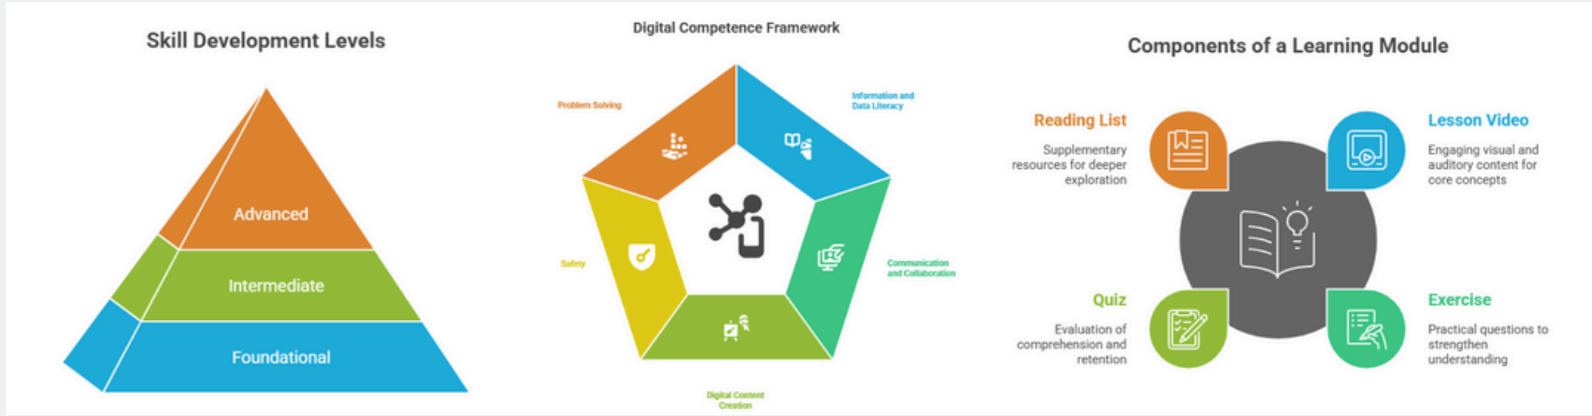 Skill Development Levels
Advanced
Intermediate
Foundational
Digital Competence Framework
Problem Solving
Information and
Data Literacy
Safety
Communication
and Collaboration
Digital Content
Creation
Components of a Learning Module
Reading List
Supplementary
resources for deeper
exploration
Lesson Video
Engaging visual and
auditory content for
core concepts
Quiz
Evaluation of
comprehension and
retention
Exercise
Practical questions to
strengthen
understanding